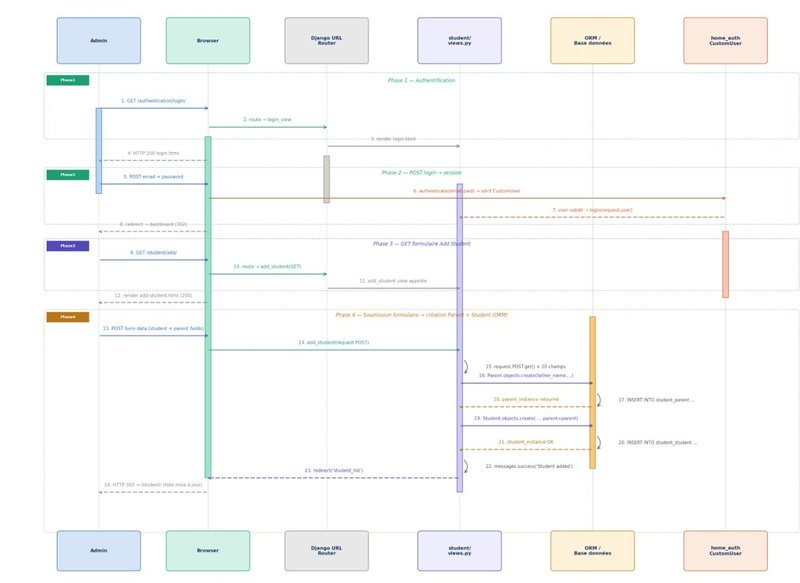 Admin
Browser
Django URL
Router
student/
views.py
ORM /
Base données
home_auth
CustomUser
Phase1
Phase 1 — Authentification
1. GET /authentication/login/
2. route → login_view
3. render login.html
4. HTTP 200 login.html
Phase2
Phase 2 — POST login → session
5. POST email + password
6. authenticate(email,pwd) → vérif CustomUser
7. user validé → login(request,user)
8. redirect → dashboard (302)
Phase3
Phase 3 — GET formulaire Add Student
9. GET /student/add/
10. route → add_student(GET)
11. add_student view appelée
12. render add-student.html (200)
Phase4
Phase 4 — Soumission formulaire → création Parent + Student (ORM)
13. POST form data (student + parent fields)
14. add_student(request POST)
15. request.POST.get() × 20 champs
16. Parent.objects.create(father_name,...)
17. INSERT INTO student_parent ...
18. parent_instance retourné
19. Student.objects.create(..., parent=parent)
20. INSERT INTO student_student ...
21. student_instance OK
22. messages.success('Student added')
23. redirect('student_list')
24. HTTP 302 → /student/ (liste mise à jour)
Admin
Browser
Django URL
Router
student/
views.py
ORM /
Base données
home_auth
CustomUser